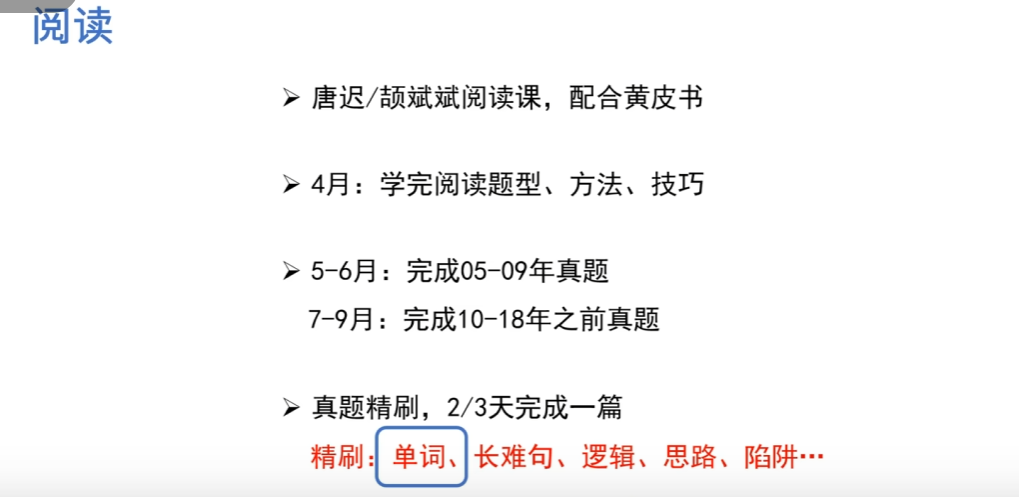 阅读
唐迟/颉斌斌阅读课，配合黄皮书
4月：学完阅读题型、方法、技巧
5-6月：完成05-09年真题
7-9月：完成10-18年之前真题
真题精刷，2/3天完成一篇
精刷：单词、长难句、逻辑、思路、陷阱…